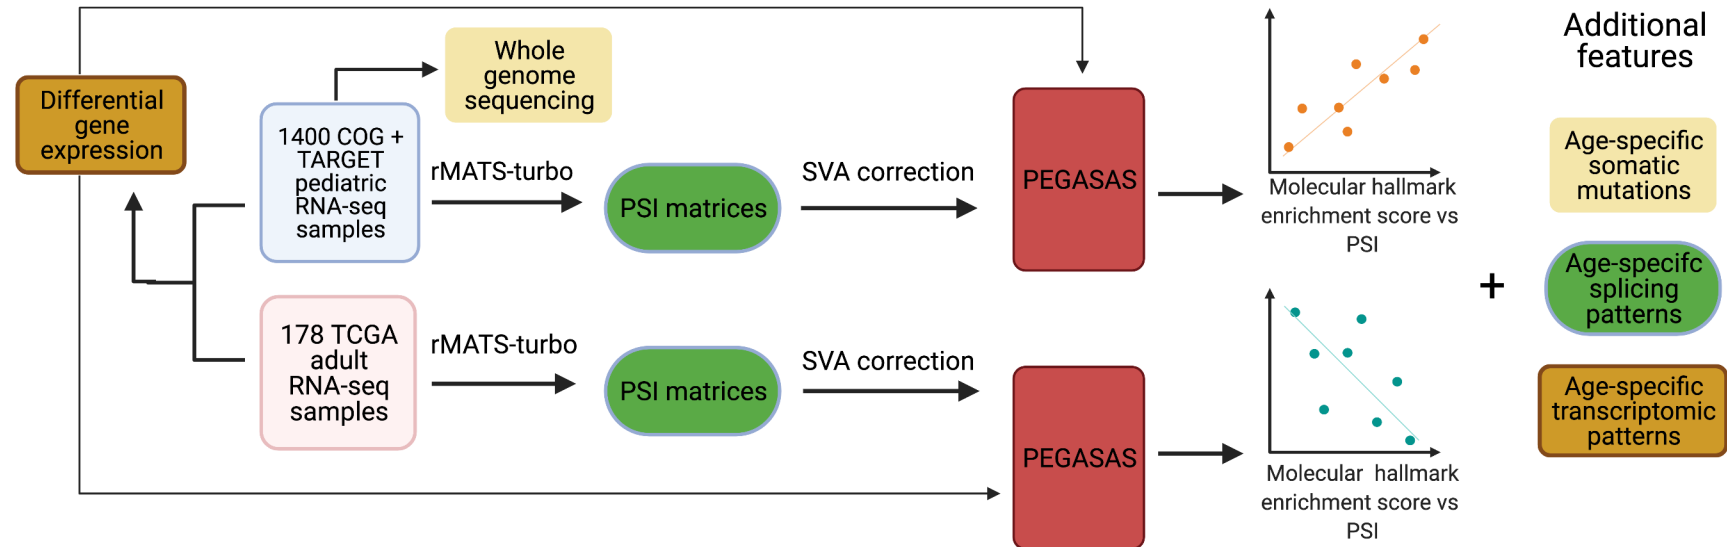 Differential
gene
expression
Whole
genome
sequencing
1400 COG +
TARGET
pediatric
RNA-seq
samples
rMATS-turbo
PSI matrices
SVA correction
PEGASAS
Molecular hallmark
enrichment score vs
PSI
178 TCGA
adult
RNA-seq
samples
rMATS-turbo
PSI matrices
SVA correction
PEGASAS
Molecular hallmark
enrichment score vs
PSI
+
Additional
features
Age-specific
somatic
mutations
Age-specifc
splicing
patterns
Age-specific
transcriptomic
patterns